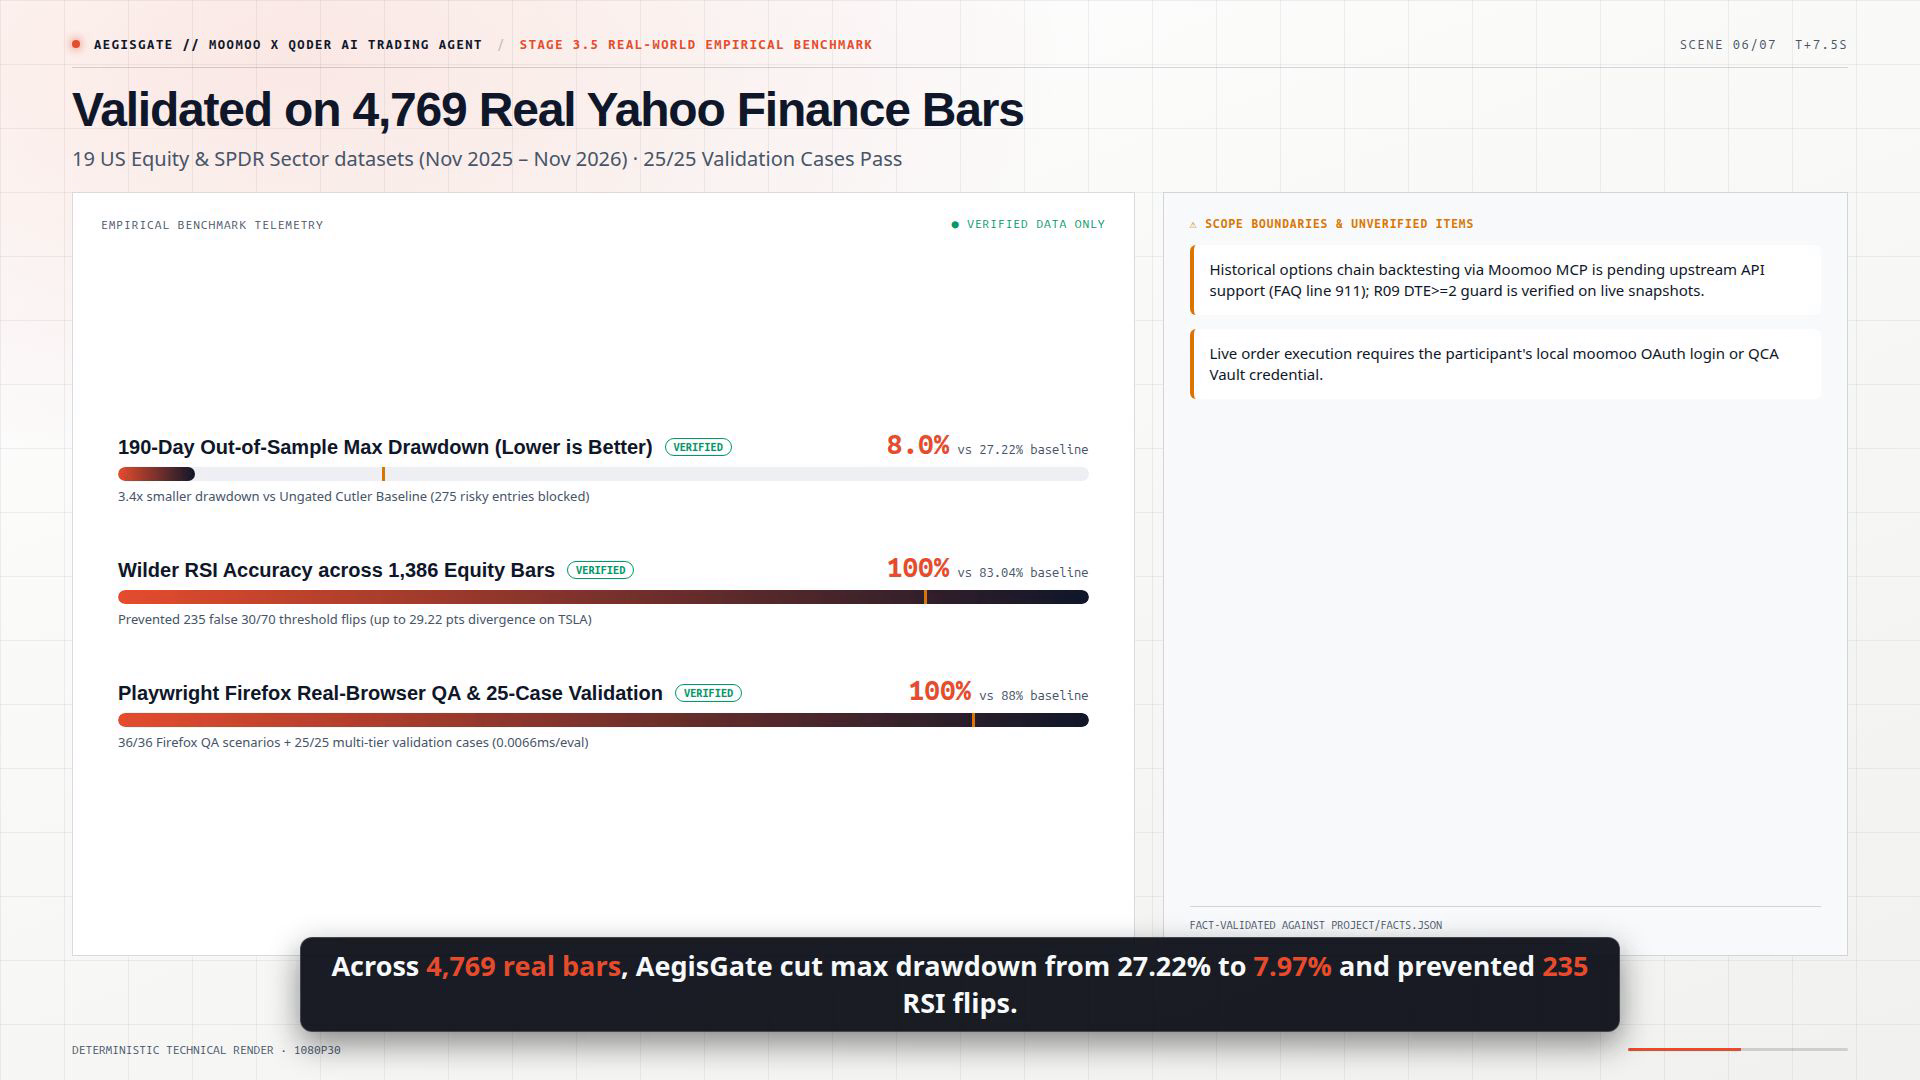 AEGISGATE // MOOMOO X QODER AI TRADING AGENT / STAGE 3.5 REAL-WORLD EMPIRICAL BENCHMARK
SCENE 06/07 T+7.5S
Validated on 4,769 Real Yahoo Finance Bars
19 US Equity & SPDR Sector datasets (Nov 2025 – Nov 2026) · 25/25 Validation Cases Pass
EMPIRICAL BENCHMARK TELEMETRY
● VERIFIED DATA ONLY
190-Day Out-of-Sample Max Drawdown (Lower is Better) VERIFIED
8.0% vs 27.22% baseline
3.4x smaller drawdown vs Ungated Cutler Baseline (275 risky entries blocked)
Wilder RSI Accuracy across 1,386 Equity Bars VERIFIED
100% vs 83.04% baseline
Prevented 235 false 30/70 threshold flips (up to 29.22 pts divergence on TSLA)
Playwright Firefox Real-Browser QA & 25-Case Validation VERIFIED
100% vs 88% baseline
36/36 Firefox QA scenarios + 25/25 multi-tier validation cases (0.0066ms/eval)
⚠ SCOPE BOUNDARIES & UNVERIFIED ITEMS
Historical options chain backtesting via Moomoo MCP is pending upstream API
support (FAQ line 911); R09 DTE>=2 guard is verified on live snapshots.
Live order execution requires the participant's local moomoo OAuth login or QCA
Vault credential.
FACT-VALIDATED AGAINST PROJECT/FACTS.JSON
Across 4,769 real bars, AegisGate cut max drawdown from 27.22% to 7.97% and prevented 235
RSI flips.
DETERMINISTIC TECHNICAL RENDER · 1080P30